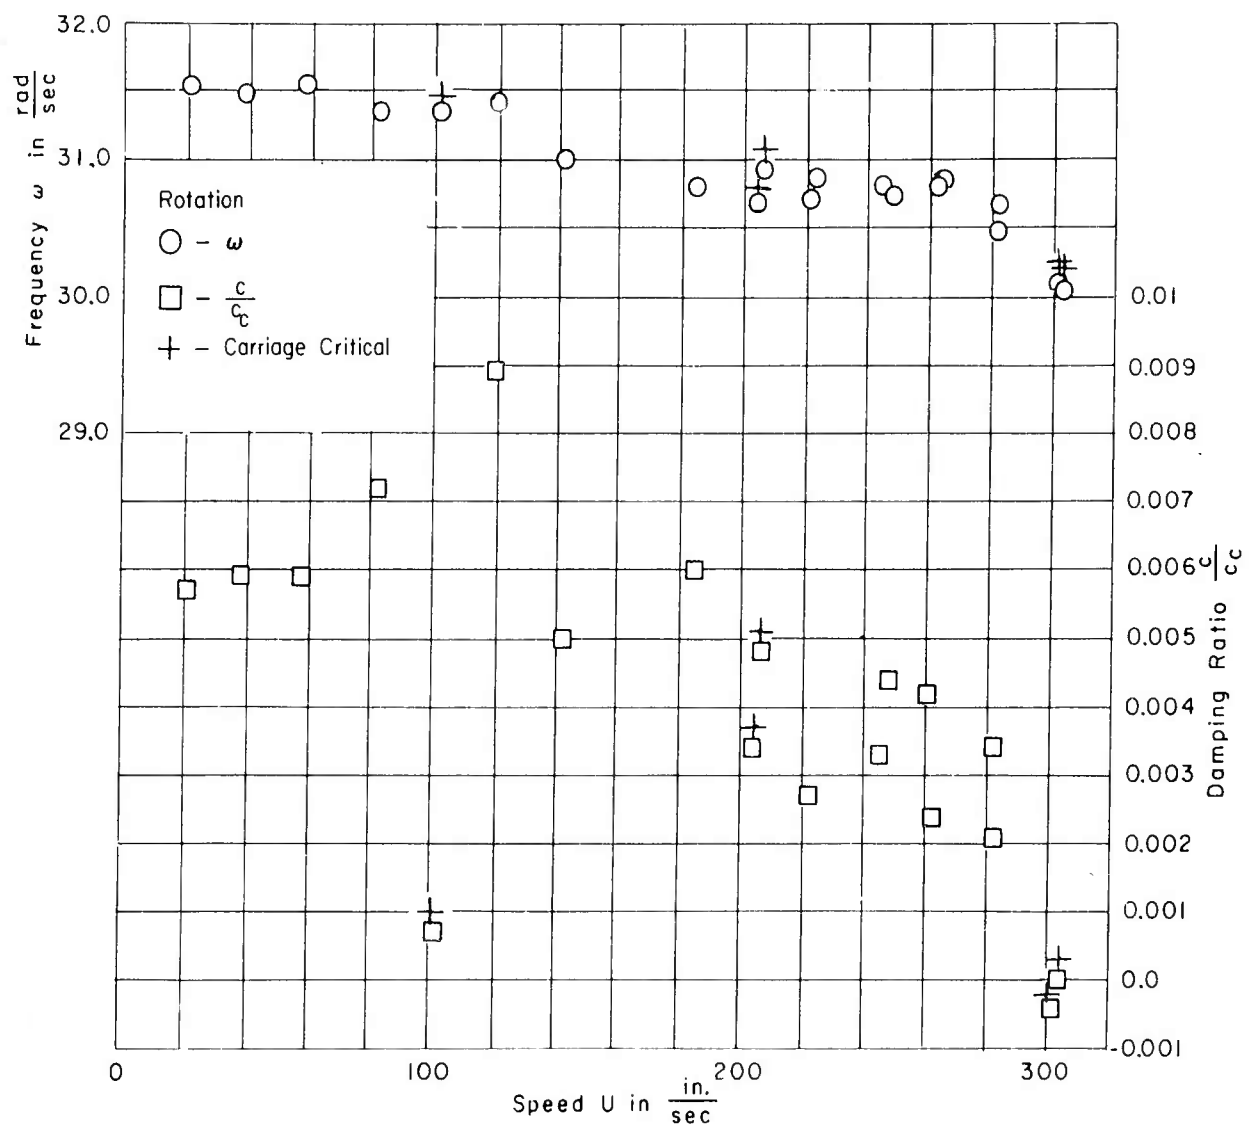 32.0
31.0
30.0
29.0
Frequency ω in rad/sec
Rotation
○ - ω
□ - c/cc
+ - Carriage Critical
0.01
0.009
0.008
0.007
0.006
0.005
0.004
0.003
0.002
0.001
0.0
-0.001
Damping Ratio c/cc
0 100 200 300
Speed U in in./sec